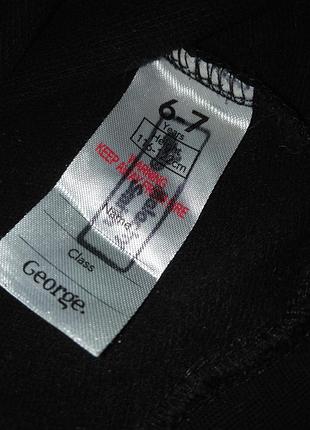 6-7
Years
WARNING
KEEP AWAY FROM FIRE
Name
Class
George.